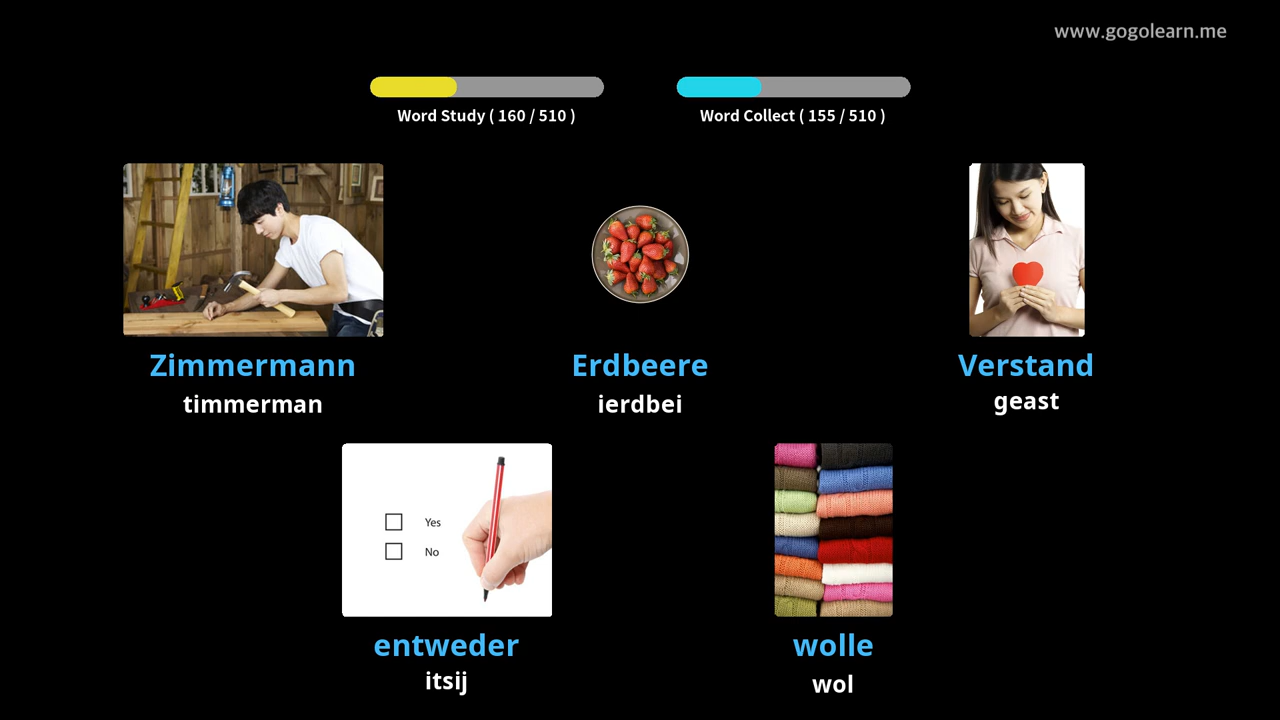 www.gogolearn.me
Word Study ( 160 / 510 )
Word Collect ( 155 / 510 )
Zimmermann
timmerman
Erdbeere
ierdbei
Verstand
geast
Yes
No
entweder
itsij
wolle
wol